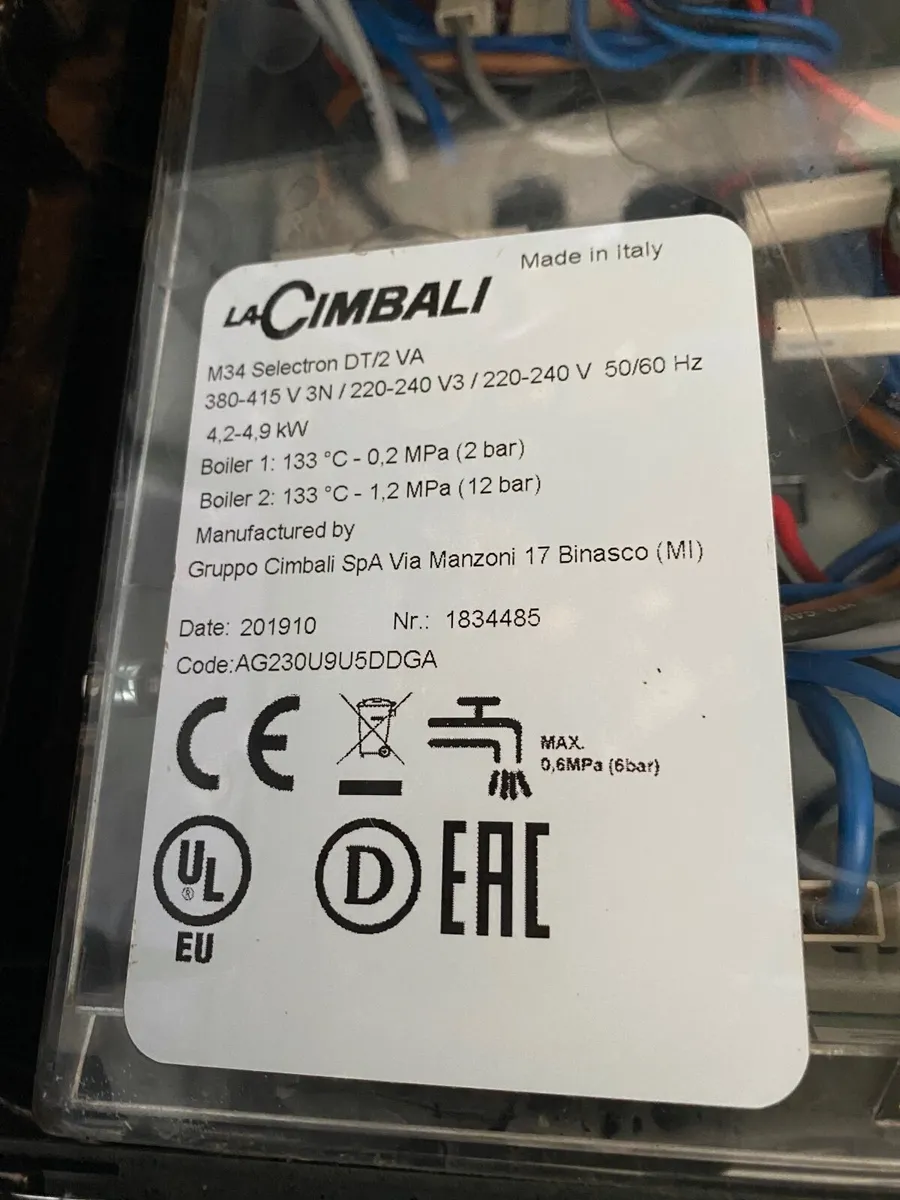 Made in Italy
LA CIMBALI
M34 Selectron DT/2 VA
380-415 V 3N / 220-240 V3 / 220-240 V 50/60 Hz
4,2-4,9 kW
Boiler 1: 133 °C - 0,2 MPa (2 bar)
Boiler 2: 133 °C - 1,2 MPa (12 bar)
Manufactured by
Gruppo Cimbali SpA Via Manzoni 17 Binasco (MI)
Date: 201910 Nr.: 1834485
Code:AG230U9U5DDGA
CE
MAX.
0,6MPa (6bar)
UL
®
EU
D
EAC